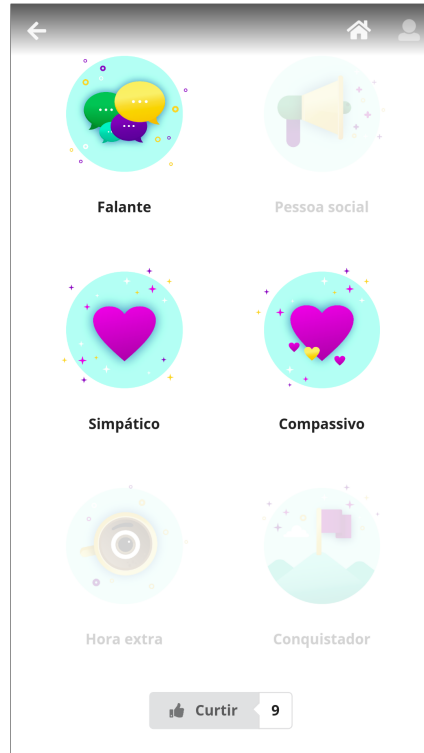 Falante
Pessoa social
Simpático
Compassivo
Hora extra
Conquistador
Curtir 9